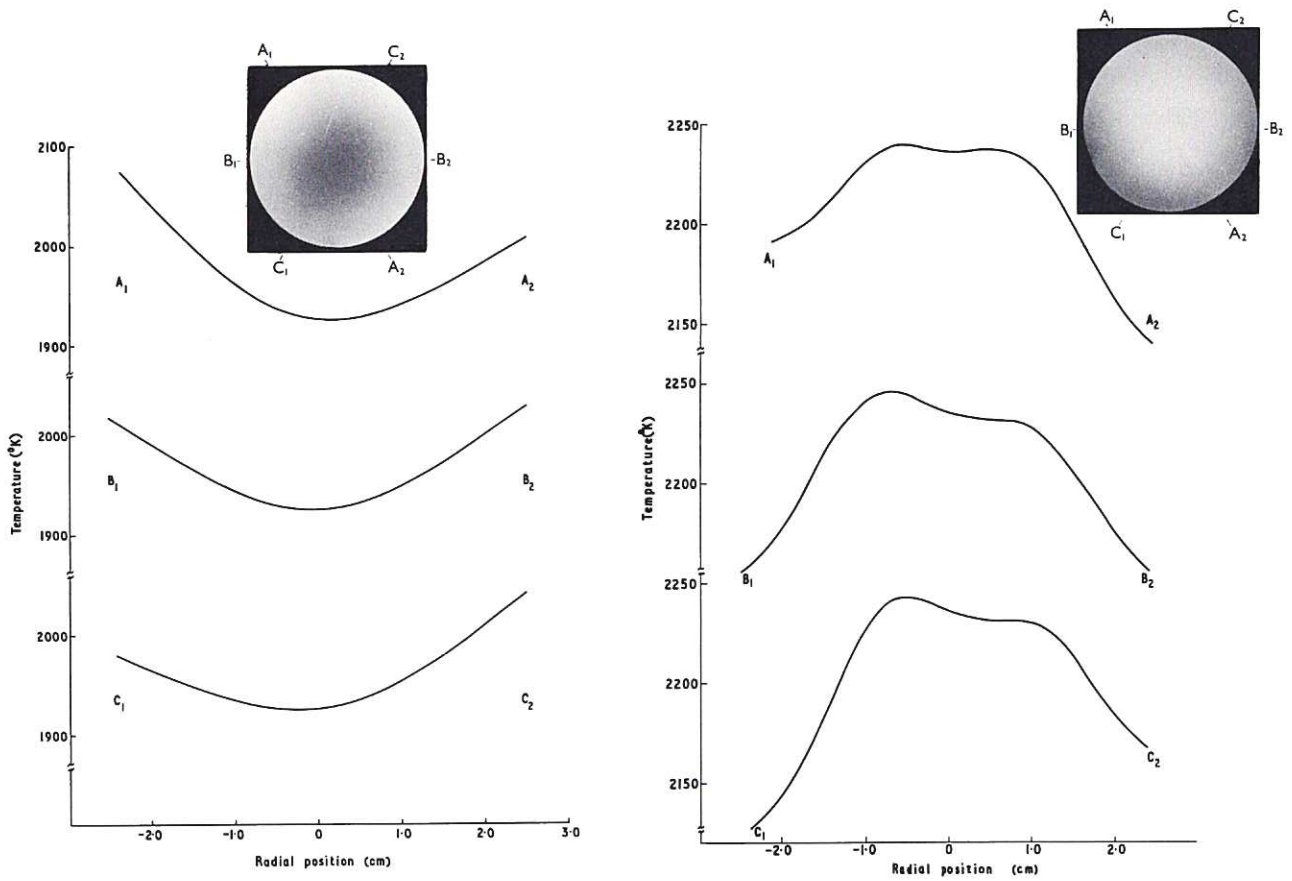 A₁ C₂
B₁ B₂
C₁ A₂
2100
2000
1900
A₁ A₂
2000
1900
B₁ B₂
2000
1900
C₁ C₂
Temperature (°K)
-2·0 -1·0 0 1·0 2·0 3·0
Radial position (cm)
A₁ C₂
B₁ B₂
C₁ A₂
2250
2200
2150
A₁ A₂
2250
2200
B₁ B₂
2250
2200
2150
C₁ C₂
Temperature (°K)
-2·0 -1·0 0 1·0 2·0
Radial position (cm)